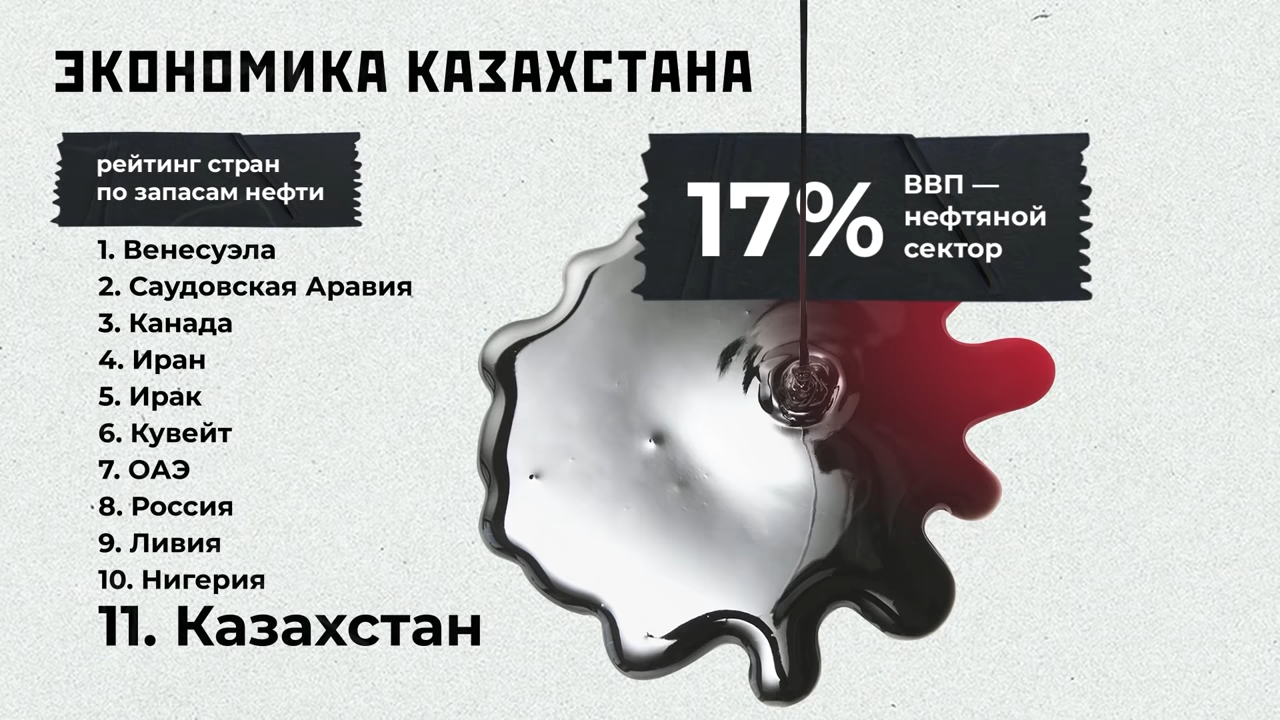 ЭКОНОМИКА КАЗАХСТАНА
рейтинг стран
по запасам нефти
1. Венесуэла
2. Саудовская Аравия
3. Канада
4. Иран
5. Ирак
6. Кувейт
7. ОАЭ
8. Россия
9. Ливия
10. Нигерия
11. Казахстан
17%
ВВП —
нефтяной
сектор